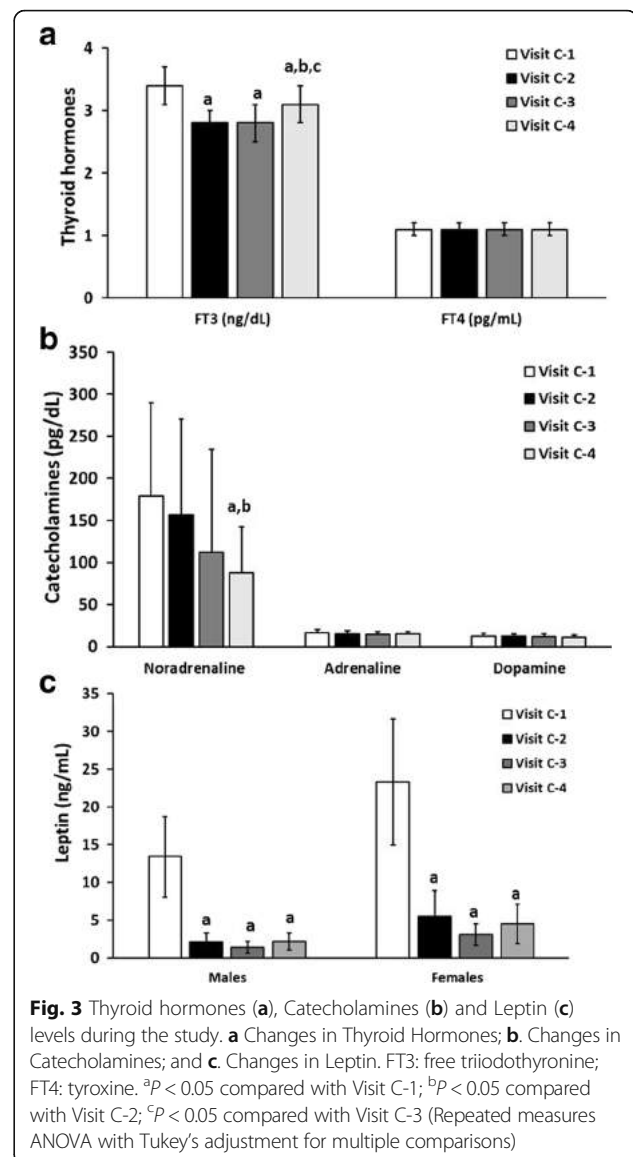 a
Thyroid hormones
4
3
2
1
0
a
a
a,b,c
Visit C-1
Visit C-2
Visit C-3
Visit C-4
FT3 (ng/dL)
FT4 (pg/mL)
b
Catecholamines (pg/dL)
350
300
250
200
150
100
50
0
a,b
Visit C-1
Visit C-2
Visit C-3
Visit C-4
Noradrenaline
Adrenaline
Dopamine
c
Leptin (ng/mL)
35
30
25
20
15
10
5
0
a
a
a
a
a
a
Visit C-1
Visit C-2
Visit C-3
Visit C-4
Males
Females
Fig. 3 Thyroid hormones (a), Catecholamines (b) and Leptin (c)
levels during the study. a Changes in Thyroid Hormones; b. Changes in
Catecholamines; and c. Changes in Leptin. FT3: free triiodothyronine;
FT4: tyroxine. ᵃP < 0.05 compared with Visit C-1; ᵇP < 0.05 compared
with Visit C-2; ᶜP < 0.05 compared with Visit C-3 (Repeated measures
ANOVA with Tukey's adjustment for multiple comparisons)